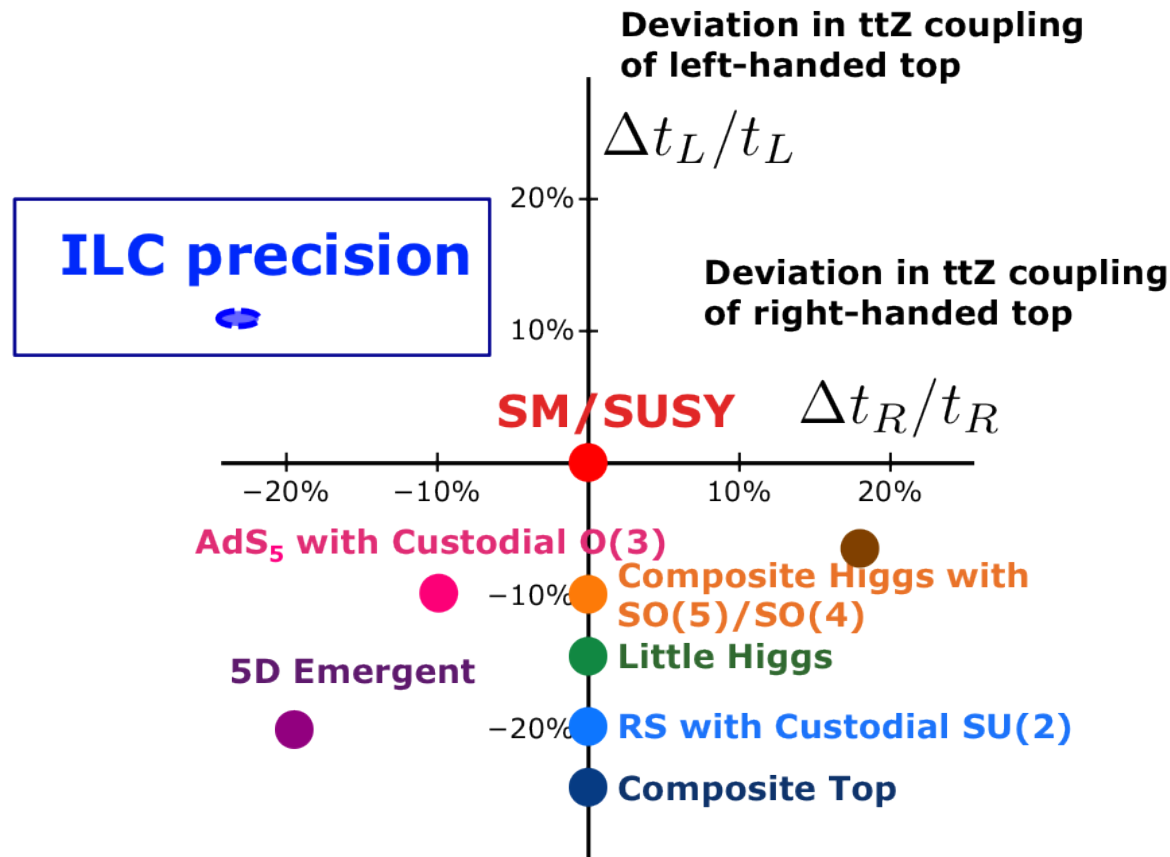 Deviation in ttZ coupling
of left-handed top
Δt_L/t_L
20%
ILC precision
Deviation in ttZ coupling
of right-handed top
10%
SM/SUSY
Δt_R/t_R
−20%
−10%
10%
20%
AdS₅ with Custodial O(3)
−10%
Composite Higgs with
SO(5)/SO(4)
Little Higgs
5D Emergent
−20%
RS with Custodial SU(2)
Composite Top